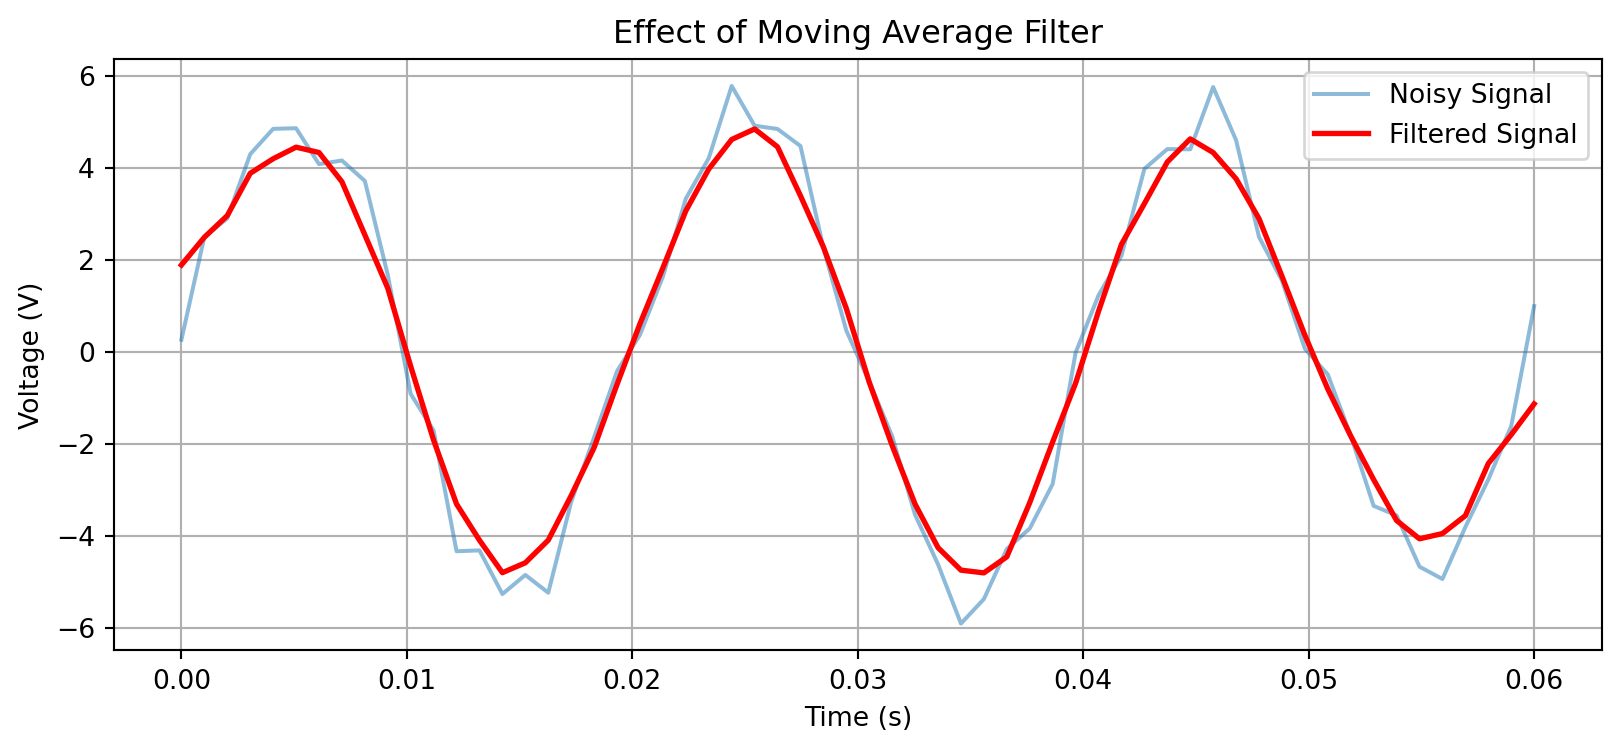 Effect of Moving Average Filter
Noisy Signal
Filtered Signal
Voltage (V)
6
4
2
0
−2
−4
−6
0.00 0.01 0.02 0.03 0.04 0.05 0.06
Time (s)